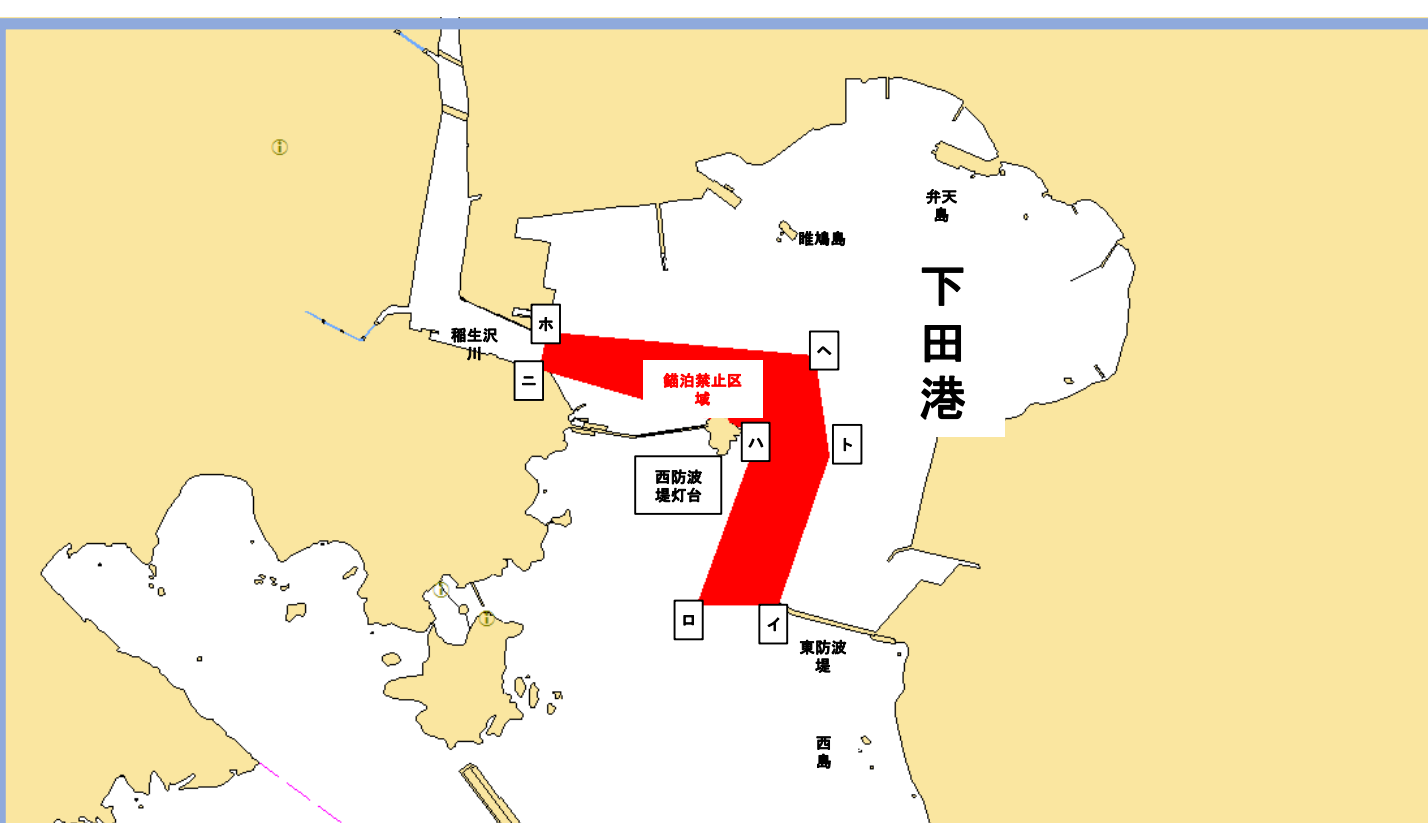 弁天
島
雎鳩島
下
田
港
ホ
稲生沢
川
ヘ
ニ
錨泊禁止区
域
ハ
ト
西防波
堤灯台
ロ
イ
東防波
堤
西
島